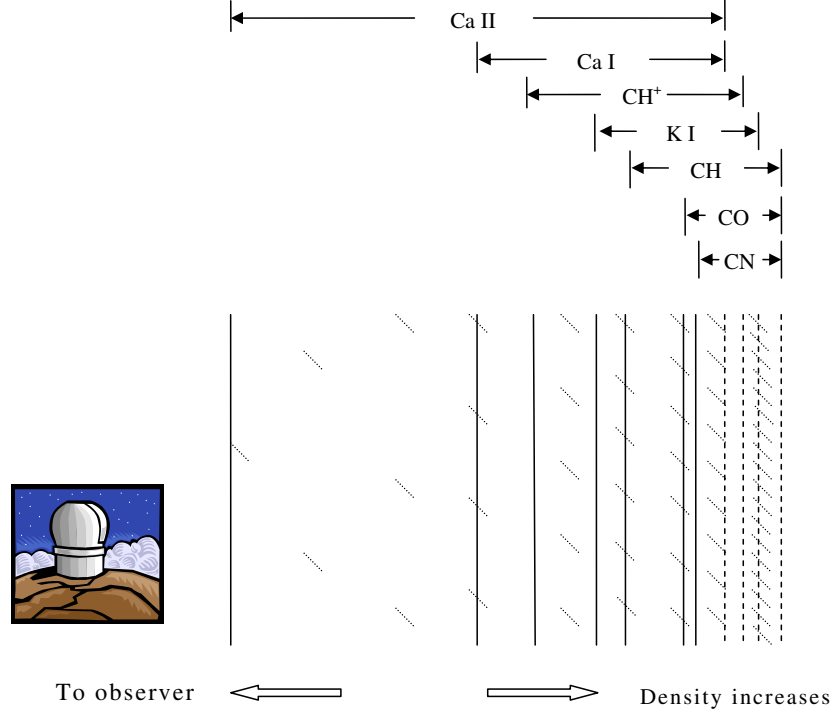 Ca II
Ca I
CH⁺
K I
CH
CO
CN
To observer
Density increases